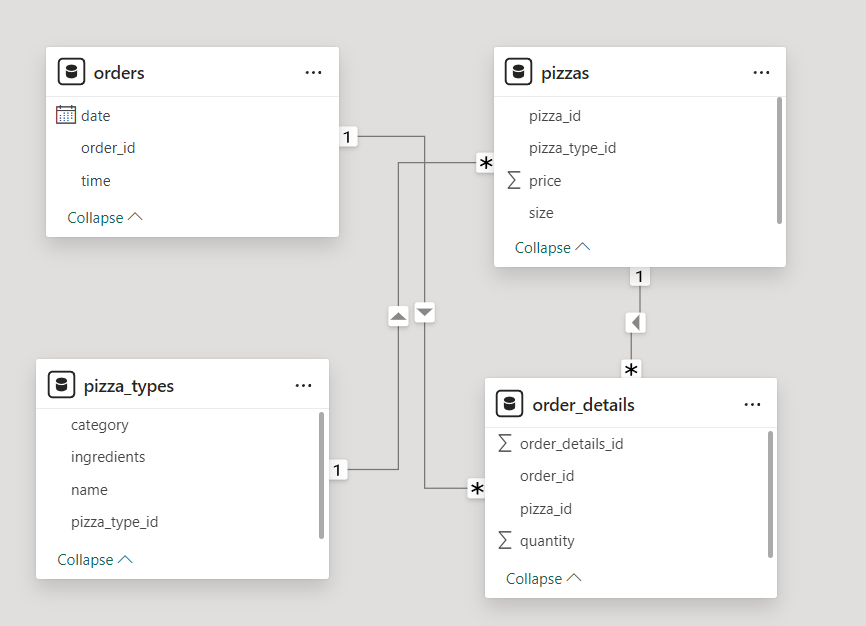 orders
date
order_id
time
Collapse
pizzas
pizza_id
pizza_type_id
price
size
Collapse
1
*
1
*
pizza_types
category
ingredients
name
pizza_type_id
Collapse
1
*
order_details
order_details_id
order_id
pizza_id
quantity
Collapse